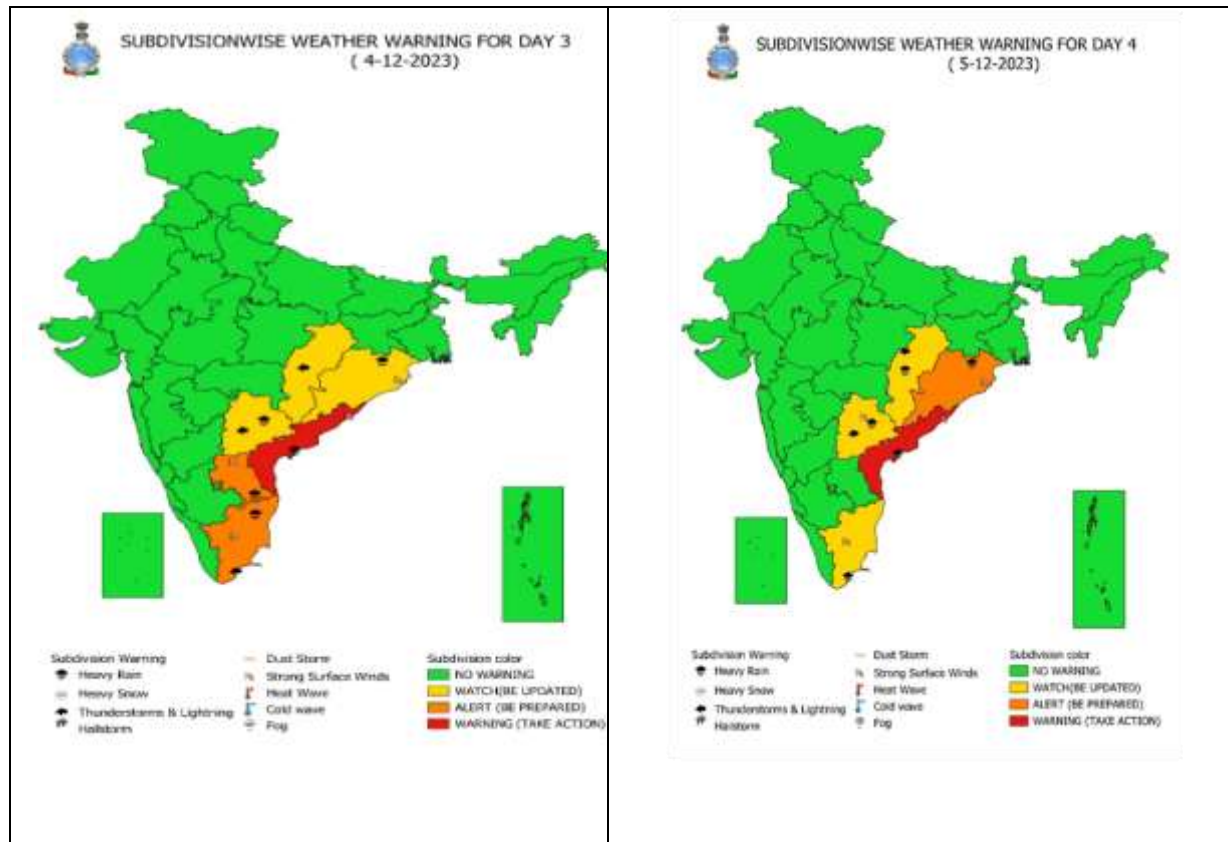 SUBDIVISIONWISE WEATHER WARNING FOR DAY 3
( 4-12-2023)
Subdivision Warning
Heavy Rain
Heavy Snow
Thunderstorms & Lightning
Hailstorm
Dust Storm
Strong Surface Winds
Heat Wave
Cold wave
Fog
Subdivision color
NO WARNING
WATCH(BE UPDATED)
ALERT (BE PREPARED)
WARNING (TAKE ACTION)
SUBDIVISIONWISE WEATHER WARNING FOR DAY 4
( 5-12-2023)
Subdivision Warning
Heavy Rain
Heavy Snow
Thunderstorms & Lightning
Hailstorm
Dust Storm
Strong Surface Winds
Heat Wave
Cold wave
Fog
Subdivision color
NO WARNING
WATCH(BE UPDATED)
ALERT (BE PREPARED)
WARNING (TAKE ACTION)